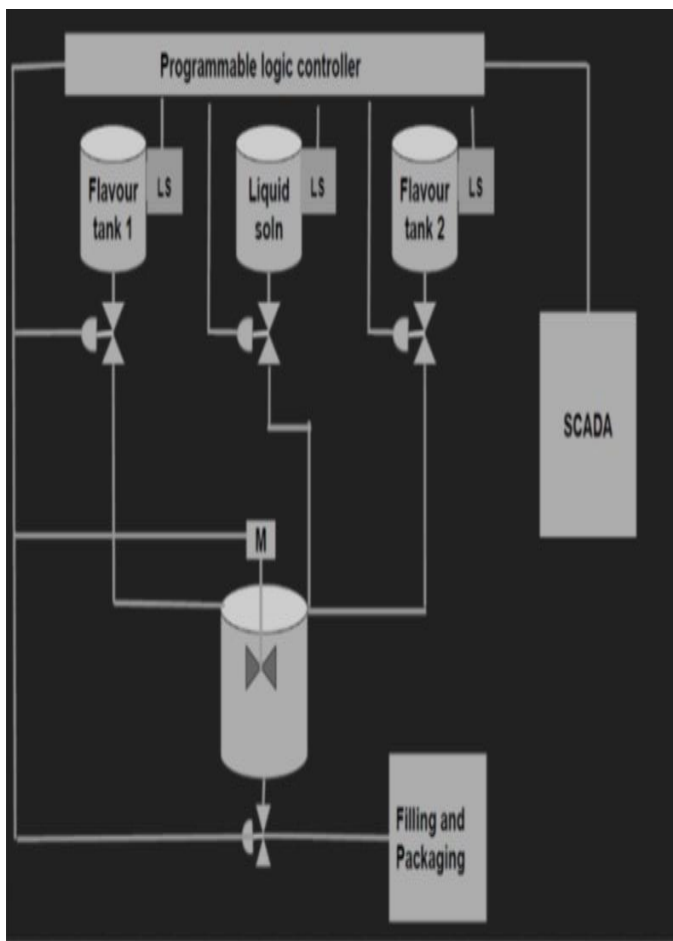 Programmable logic controller
Flavour
tank 1
LS
Liquid
soln
LS
Flavour
tank 2
LS
SCADA
M
Filling and
Packaging